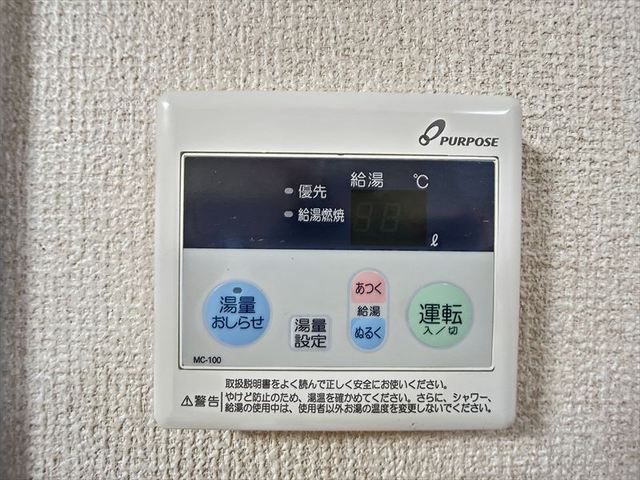 PURPOSE
給湯 ℃
優先
給湯燃焼
ℓ
湯量
おしらせ
湯量
設定
あつく
給湯
ぬるく
運転
入／切
MC-100
取扱説明書をよく読んで正しく安全にお使いください。
⚠警告 やけど防止のため、湯温を確かめてください。さらに、シャワー、
給湯の使用中は、使用者以外お湯の温度を変更しないでください。